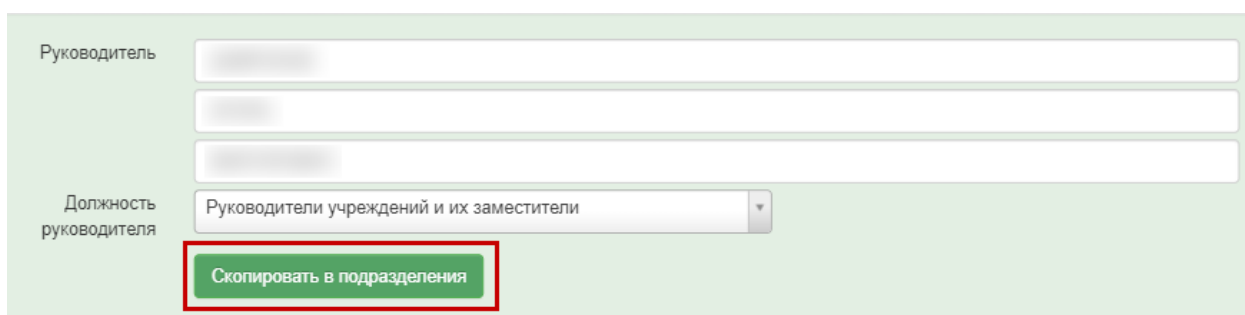 Руководитель
Должность
руководителя
Руководители учреждений и их заместители
Скопировать в подразделения